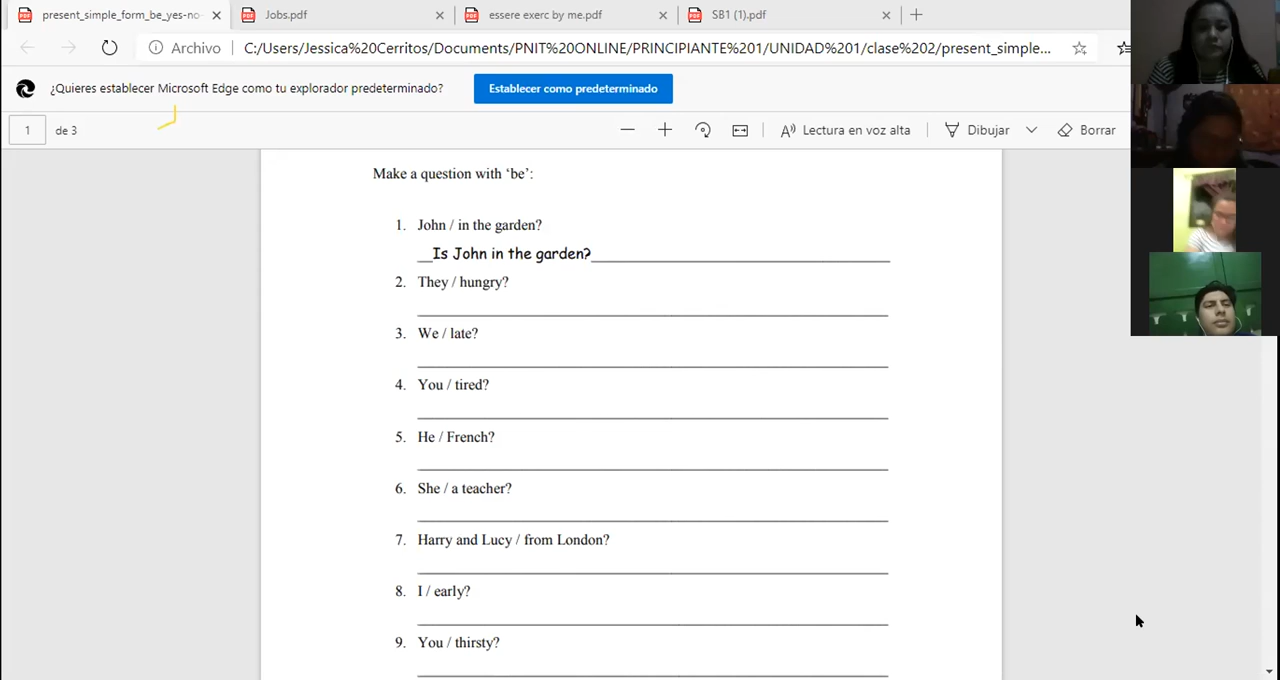 present_simple_form_be_yes-no-
Jobs.pdf
essere exerc by me.pdf
SB1 (1).pdf
Archivo
C:/Users/Jessica%20Cerritos/Documents/PNIT%20ONLINE/PRINCIPIANTE%201/UNIDAD%201/clase%202/present_simple...
¿Quieres establecer Microsoft Edge como tu explorador predeterminado?
Establecer como predeterminado
1 de 3
Lectura en voz alta
Dibujar
Borrar
Make a question with ‘be’:
1. John / in the garden?
__Is John in the garden?
2. They / hungry?
3. We / late?
4. You / tired?
5. He / French?
6. She / a teacher?
7. Harry and Lucy / from London?
8. I / early?
9. You / thirsty?